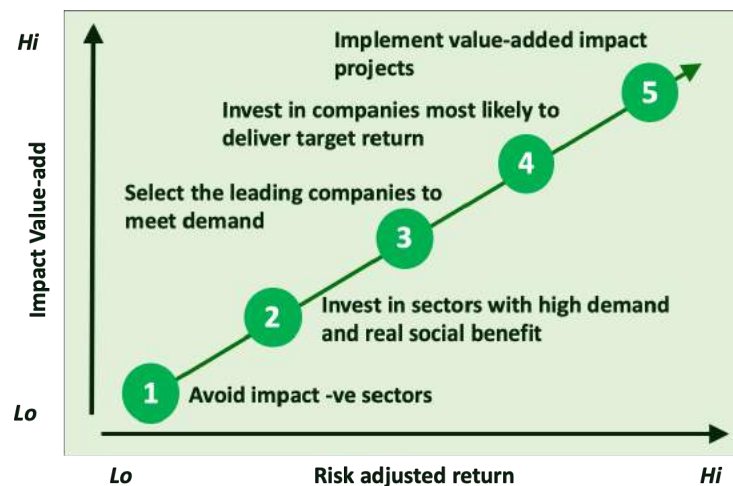 Hi
Implement value-added impact
projects
5
Invest in companies most likely to
deliver target return
4
Select the leading companies to
meet demand
3
Impact Value-add
2
Invest in sectors with high demand
and real social benefit
1
Avoid impact -ve sectors
Lo
Lo
Risk adjusted return
Hi